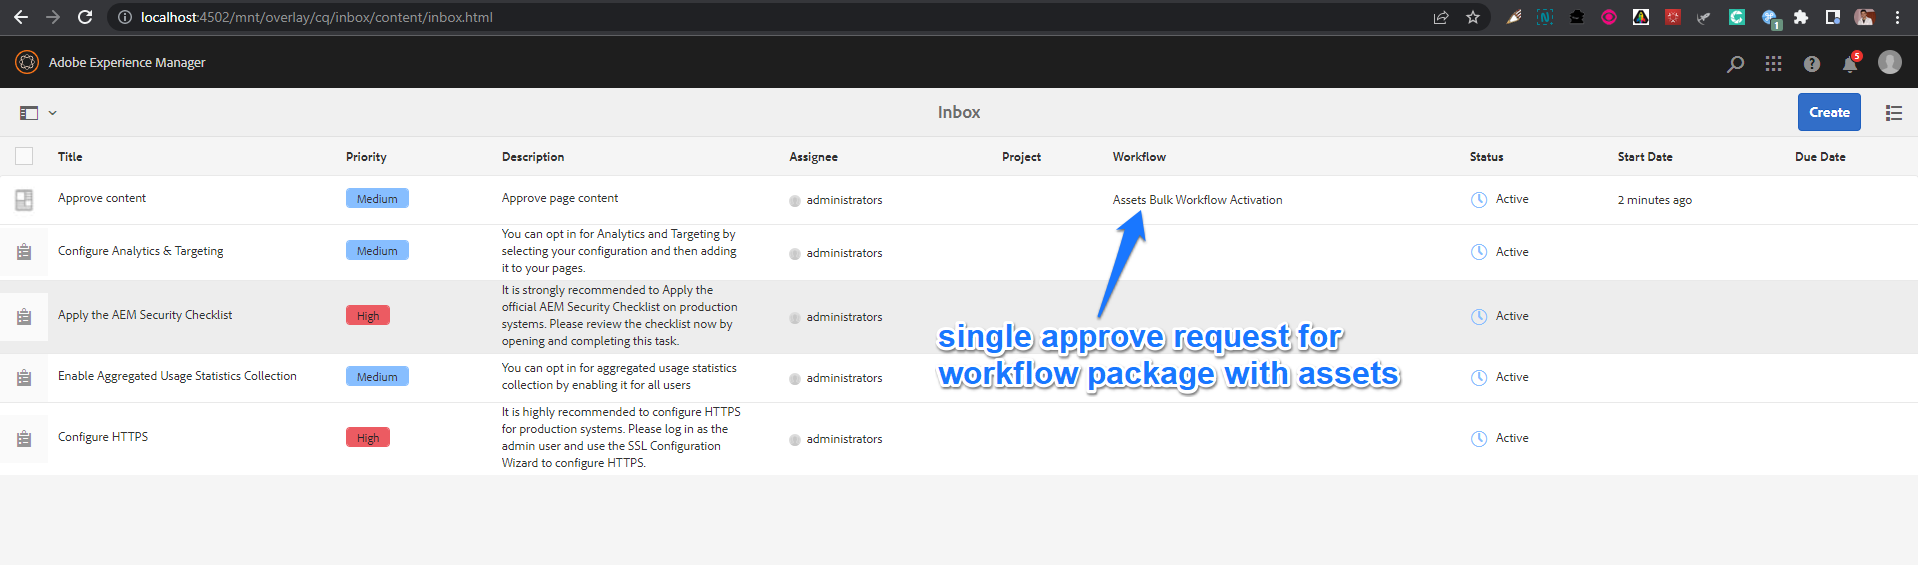 localhost:4502/mnt/overlay/cq/inbox/content/inbox.html
1
Adobe Experience Manager
5
Inbox
Create
Title Priority Description Assignee Project Workflow Status Start Date Due Date
Approve content Medium Approve page content administrators Assets Bulk Workflow Activation Active 2 minutes ago
You can opt in for Analytics and Targeting by
Configure Analytics & Targeting Medium selecting your configuration and then adding administrators Active
it to your pages.
It is strongly recommended to Apply the
official AEM Security Checklist on production
Apply the AEM Security Checklist High systems. Please review the checklist now by administrators Active
opening and completing this task.
single approve request for
workflow package with assets
You can opt in for aggregated usage statistics
Enable Aggregated Usage Statistics Collection Medium collection by enabling it for all users administrators Active
It is highly recommended to configure HTTPS
for production systems. Please log in as the
Configure HTTPS High admin user and use the SSL Configuration administrators Active
Wizard to configure HTTPS.